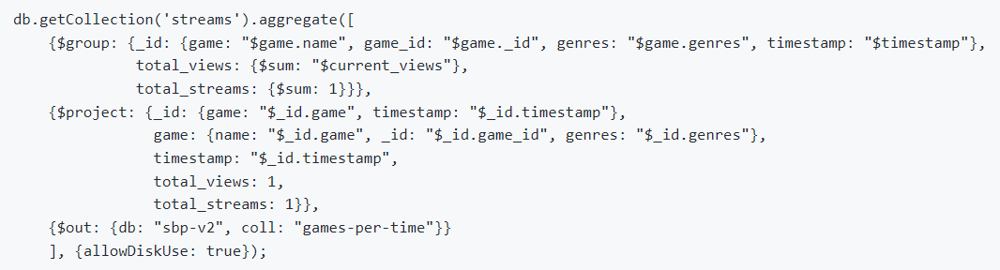 db.getCollection('streams').aggregate([
    {$group: {_id: {game: "$game.name", game_id: "$game._id", genres: "$game.genres", timestamp: "$timestamp"},
              total_views: {$sum: "$current_views"},
              total_streams: {$sum: 1}}},
    {$project: {_id: {game: "$_id.game", timestamp: "$_id.timestamp"},
                game: {name: "$_id.game", _id: "$_id.game_id", genres: "$_id.genres"},
                timestamp: "$_id.timestamp",
                total_views: 1,
                total_streams: 1}},
    {$out: {db: "sbp-v2", coll: "games-per-time"}}
    ], {allowDiskUse: true});